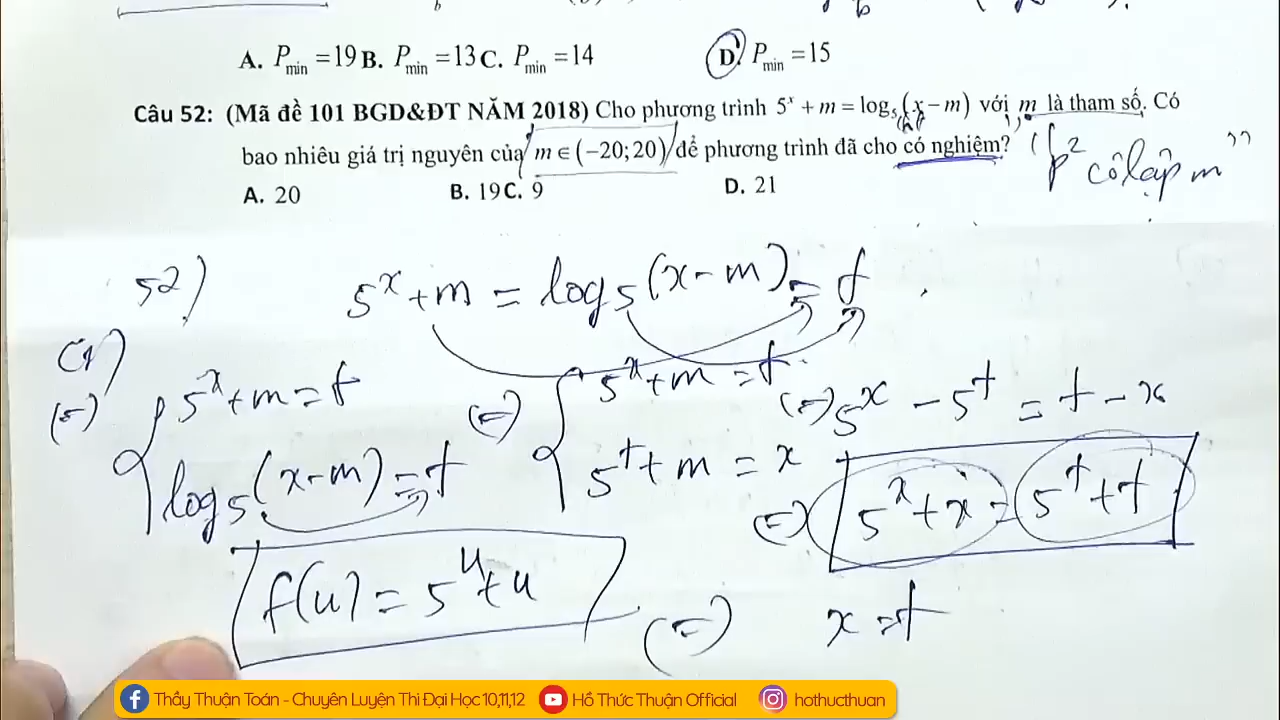 A. P_min = 19 B. P_min = 13 C. P_min = 14 D. P_min = 15
Câu 52: (Mã đề 101 BGD&ĐT NĂM 2018) Cho phương trình 5^x + m = log_5 (x − m) với m là tham số. Có
bao nhiêu giá trị nguyên của m ∈ (−20;20) để phương trình đã cho có nghiệm?
"p^2 cô lập m"
A. 20 B. 19 C. 9 D. 21
52) 5^x + m = log_5 (x − m) = t
(1)
(=) { 5^x + m = t
log_5 (x − m) = t
(=) { 5^x + m = t
5^t + m = x
(=) 5^x − 5^t = t − x
(=) 5^x + x = 5^t + t
f(u) = 5^u + u
(=) x = t
Thầy Thuận Toán - Chuyên Luyện Thi Đại Học 10,11,12 Hồ Thức Thuận Official hothucthuan